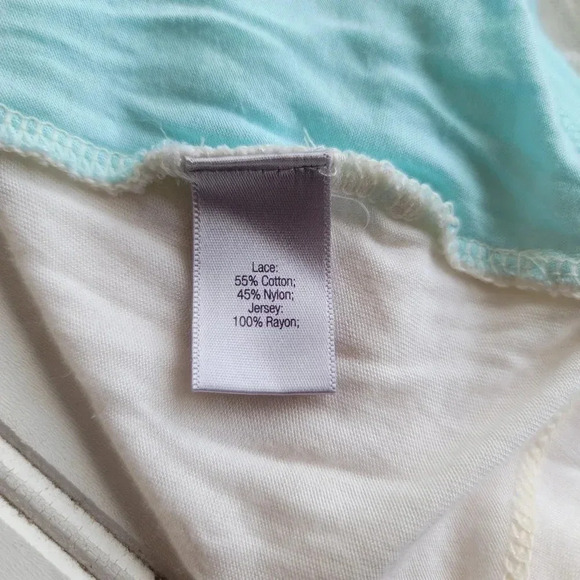 Lace:
55% Cotton;
45% Nylon;
Jersey:
100% Rayon;